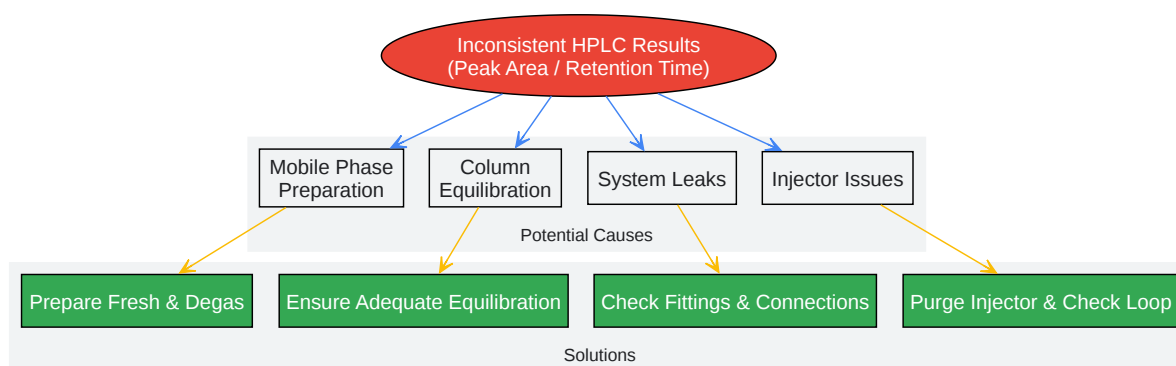 Inconsistent HPLC Results
(Peak Area / Retention Time)
Mobile Phase
Preparation
Column
Equilibration
System Leaks
Injector Issues
Potential Causes
Prepare Fresh & Degas
Ensure Adequate Equilibration
Check Fittings & Connections
Purge Injector & Check Loop
Solutions